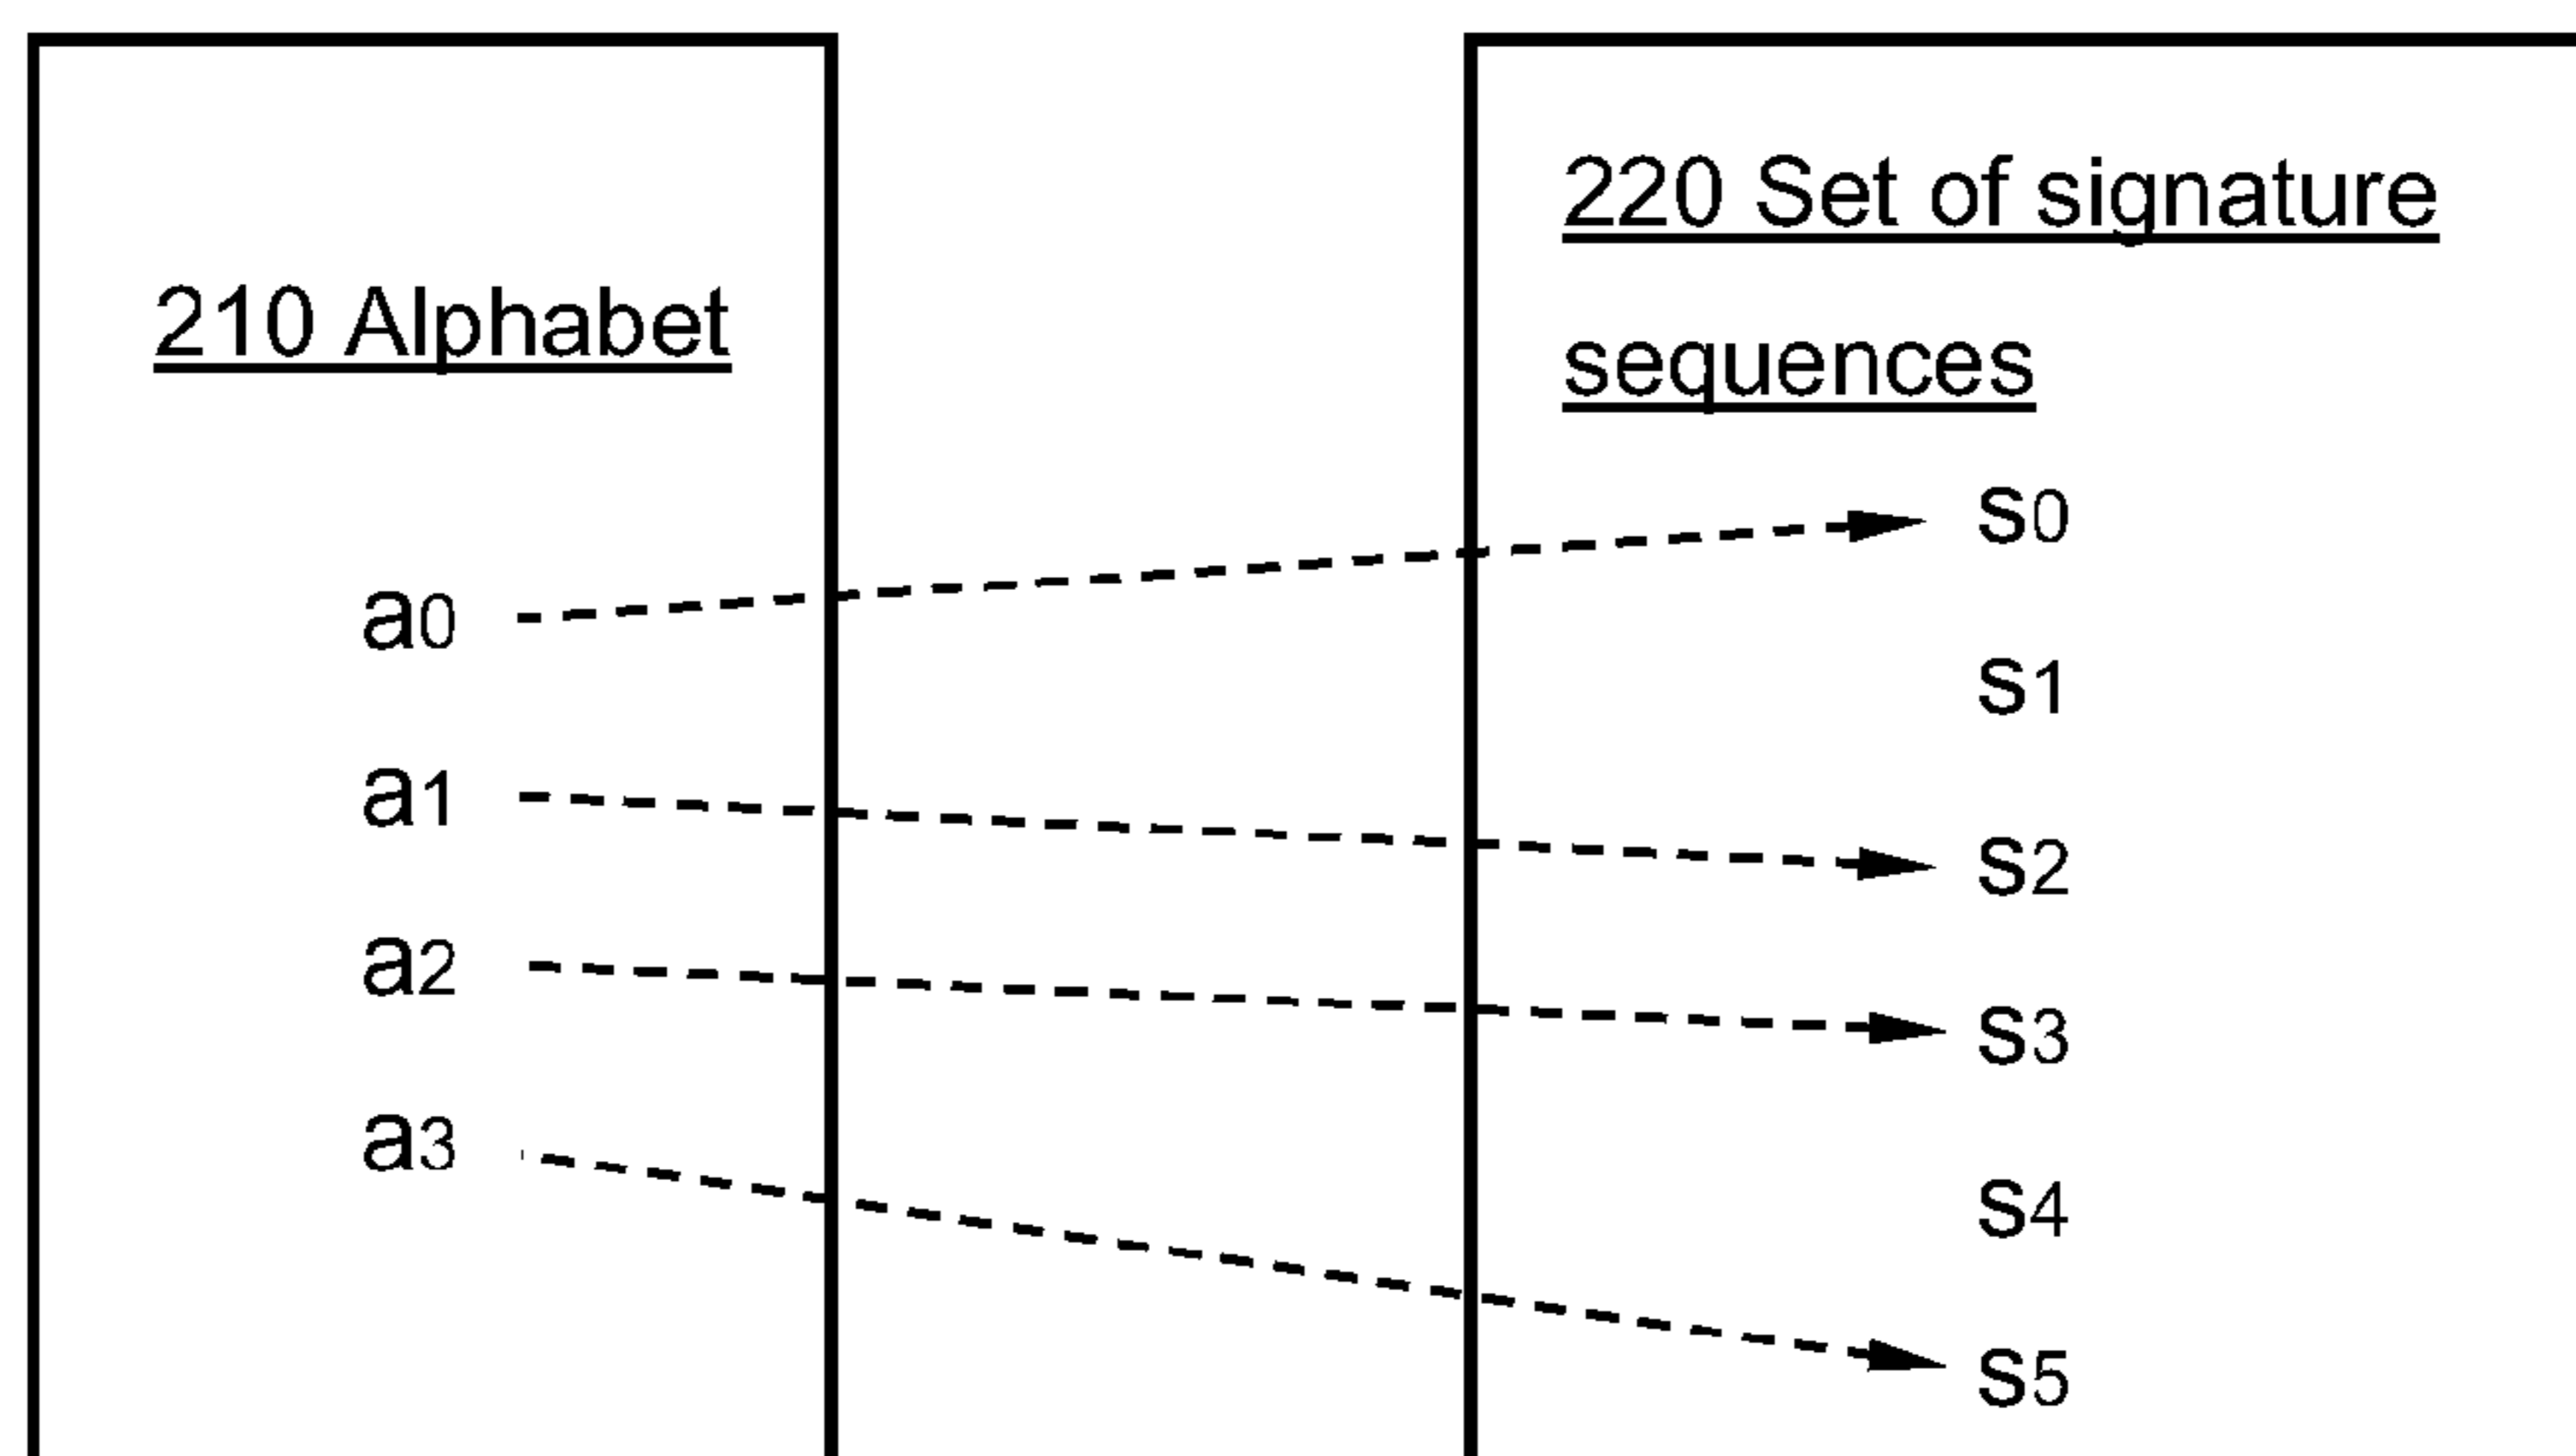 210 Alphabet
a0
a1
a2
a3
220 Set of signature
sequences
s0
s1
s2
s3
s4
s5